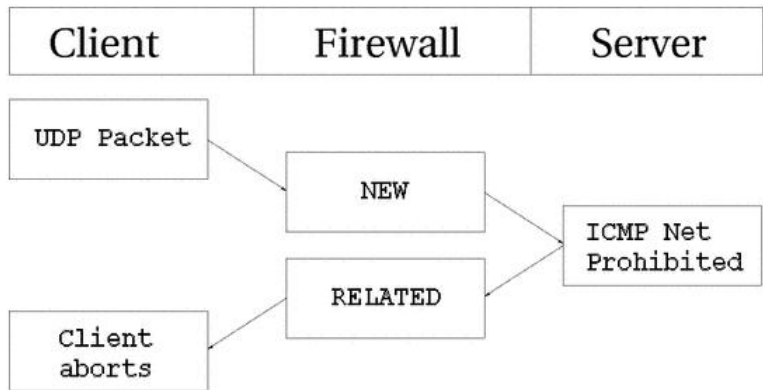 Client Firewall Server
UDP Packet
NEW
ICMP Net
Prohibited
RELATED
Client
aborts